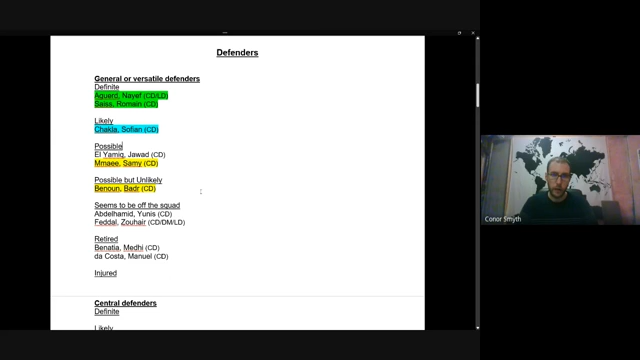 Defenders
General or versatile defenders
Definite
Aguerd, Nayef (CD/LD)
Saiss, Romain (CD)
Likely
Chakla, Sofian (CD)
Possible
El Yamiq, Jawad (CD)
Mmaee, Samy (CD)
Possible but Unlikely
Benoun, Badr (CD)
Seems to be off the squad
Abdelhamid, Yunis (CD)
Feddal, Zouhair (CD/DM/LD)
Retired
Benatia, Medhi (CD)
da Costa, Manuel (CD)
Injured
Central defenders
Definite
Likely
Conor Smyth